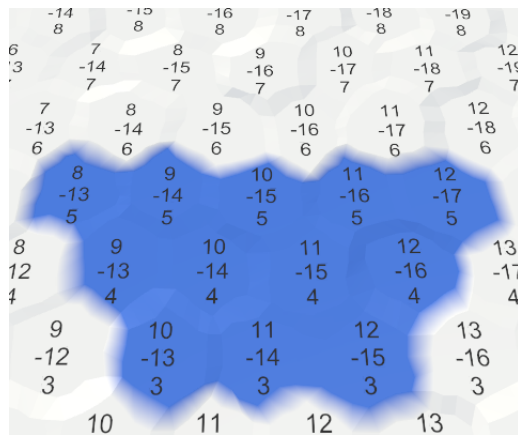 -14 -15 -16 -17 -18 -19
8 8 8 8 8 8
7 8 9 10 11 12
-14 -15 -16 -17 -18 -19
7 7 7 7 7 7
7 8 9 10 11 12
-13 -14 -15 -16 -17 -18
6 6 6 6 6 6
8 9 10 11 12
-13 -14 -15 -16 -17
5 5 5 5 5
8 9 10 11 12 13
12 -13 -14 -15 -16 -17
4 4 4 4 4 4
9 10 11 12 13
-12 -13 -14 -15 -16
3 3 3 3 3
10 11 12 13